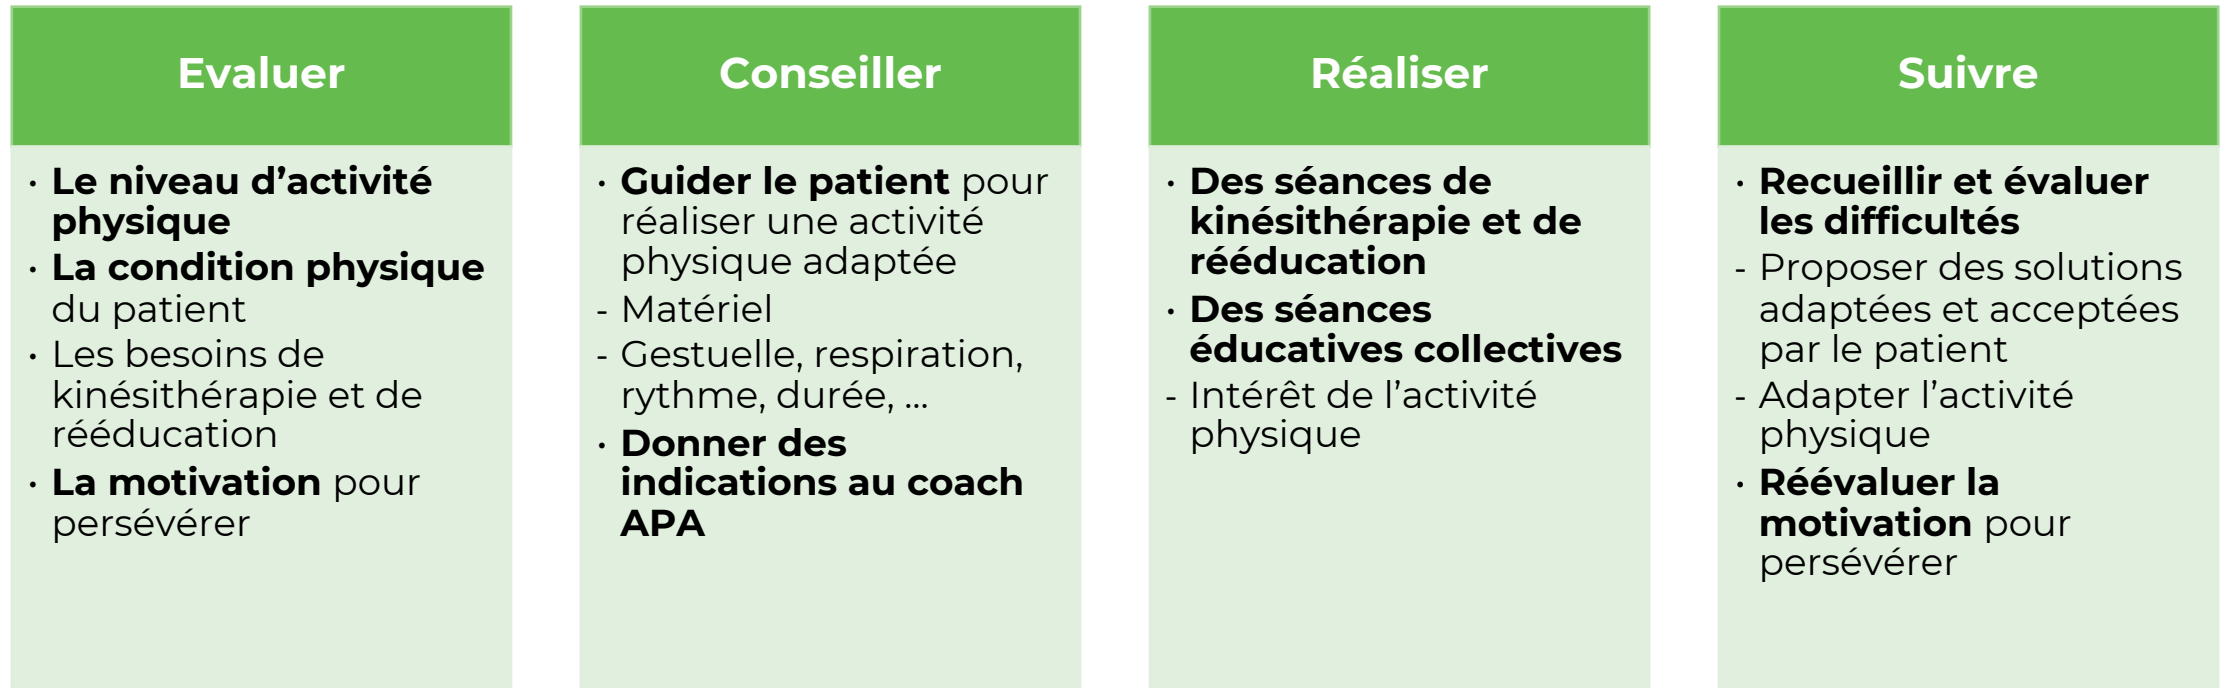 Evaluer
· Le niveau d’activité
physique
· La condition physique
du patient
· Les besoins de
kinésithérapie et de
rééducation
· La motivation pour
persévérer
Conseiller
· Guider le patient pour
réaliser une activité
physique adaptée
- Matériel
- Gestuelle, respiration,
rythme, durée, ...
· Donner des
indications au coach
APA
Réaliser
· Des séances de
kinésithérapie et de
rééducation
· Des séances
éducatives collectives
- Intérêt de l’activité
physique
Suivre
· Recueillir et évaluer
les difficultés
- Proposer des solutions
adaptées et acceptées
par le patient
- Adapter l’activité
physique
· Réévaluer la
motivation pour
persévérer